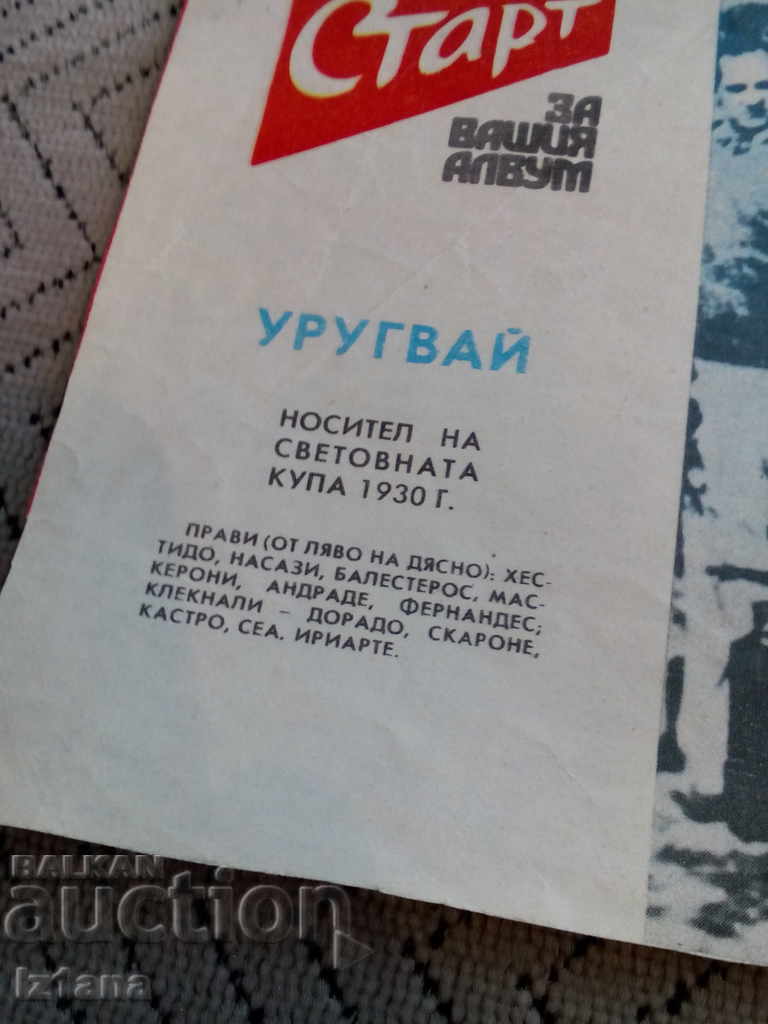 Старт
ЗА
ВАШИЯ
АЛБУМ
УРУГВАЙ
НОСИТЕЛ НА
СВЕТОВНАТА
КУПА 1930 Г.
ПРАВИ (ОТ ЛЯВО НА ДЯСНО): ХЕС-
ТИДО, НАСАЗИ, БАЛЕСТЕРОС, МАС-
КЕРОНИ, АНДРАДЕ, ФЕРНАНДЕС;
КЛЕКНАЛИ – ДОРАДО, СКАРОНЕ,
КАСТРО, СЕА, ИРИАРТЕ.
BALKAN
auction
Iz1ana